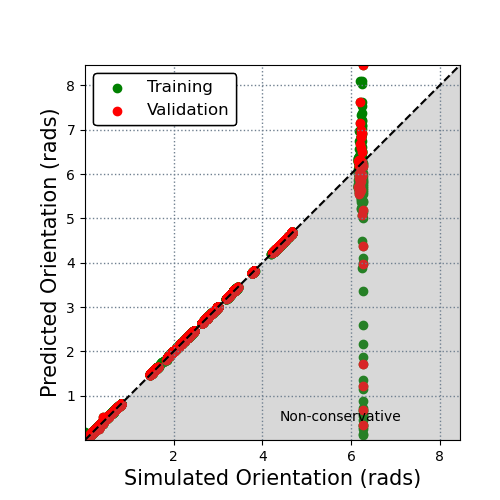 Training
Validation
8
7
6
5
4
3
2
1
Predicted Orientation (rads)
Non-conservative
2
4
6
8
Simulated Orientation (rads)